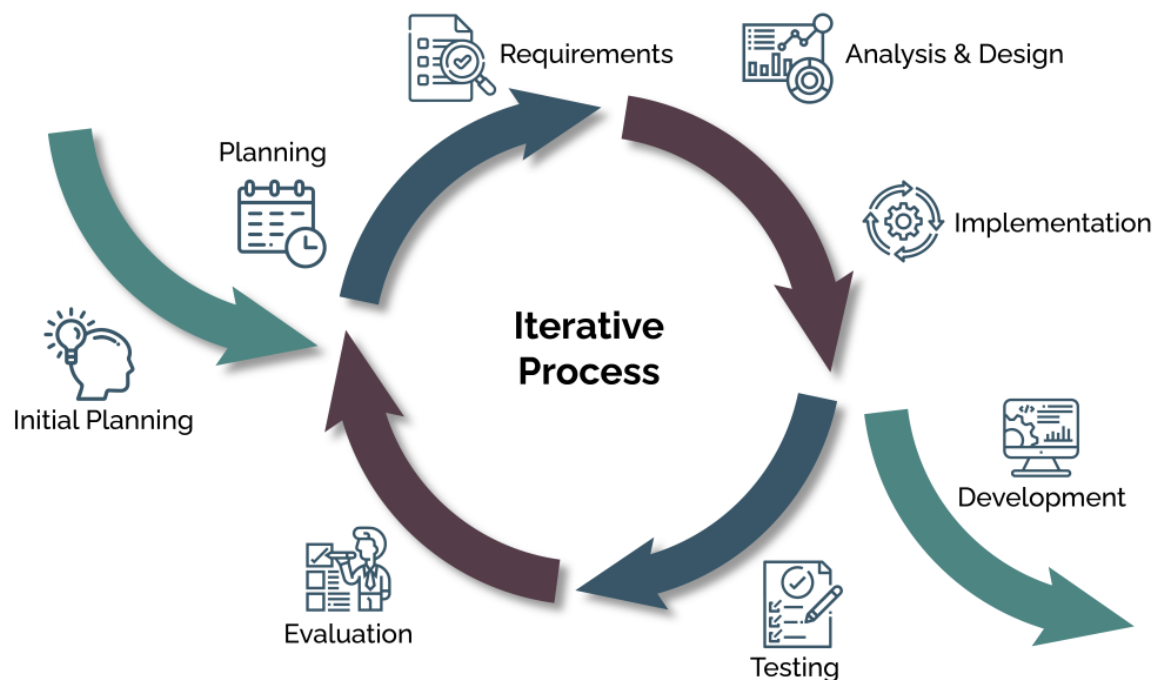 Requirements
Analysis & Design
Planning
Implementation
Iterative
Process
Initial Planning
Development
Evaluation
Testing